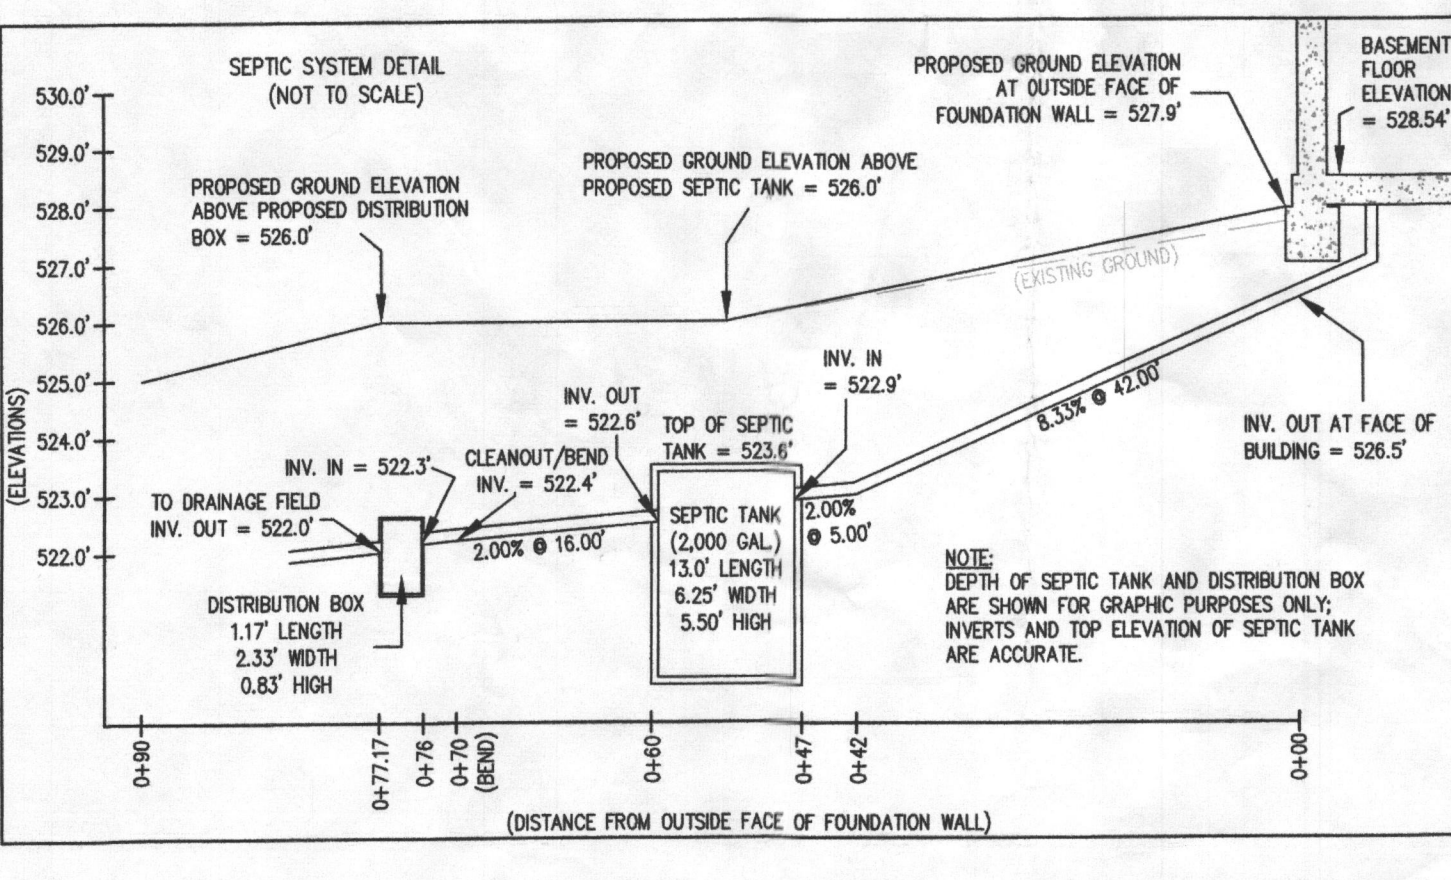 SEPTIC SYSTEM DETAIL
(NOT TO SCALE)
PROPOSED GROUND ELEVATION
AT OUTSIDE FACE OF
FOUNDATION WALL = 527.9'
BASEMENT
FLOOR
ELEVATION
= 528.54'
530.0'
529.0'
528.0'
527.0'
526.0'
525.0'
524.0'
523.0'
522.0'
(ELEVATIONS)
PROPOSED GROUND ELEVATION
ABOVE PROPOSED DISTRIBUTION
BOX = 526.0'
PROPOSED GROUND ELEVATION ABOVE
PROPOSED SEPTIC TANK = 526.0'
(EXISTING GROUND)
INV. IN
= 522.9'
8.33% @ 42.00'
INV. OUT AT FACE OF
BUILDING = 526.5'
INV. OUT
= 522.6'
TOP OF SEPTIC
TANK = 523.6'
INV. IN = 522.3'
CLEANOUT/BEND
INV. = 522.4'
TO DRAINAGE FIELD
INV. OUT = 522.0'
2.00% @ 16.00'
SEPTIC TANK
(2,000 GAL.)
13.0' LENGTH
6.25' WIDTH
5.50' HIGH
2.00%
@ 5.00'
DISTRIBUTION BOX
1.17' LENGTH
2.33' WIDTH
0.83' HIGH
NOTE:
DEPTH OF SEPTIC TANK AND DISTRIBUTION BOX
ARE SHOWN FOR GRAPHIC PURPOSES ONLY;
INVERTS AND TOP ELEVATION OF SEPTIC TANK
ARE ACCURATE.
0+90
0+77.17
0+76
0+70
(BEND)
0+60
0+47
0+42
0+00
(DISTANCE FROM OUTSIDE FACE OF FOUNDATION WALL)